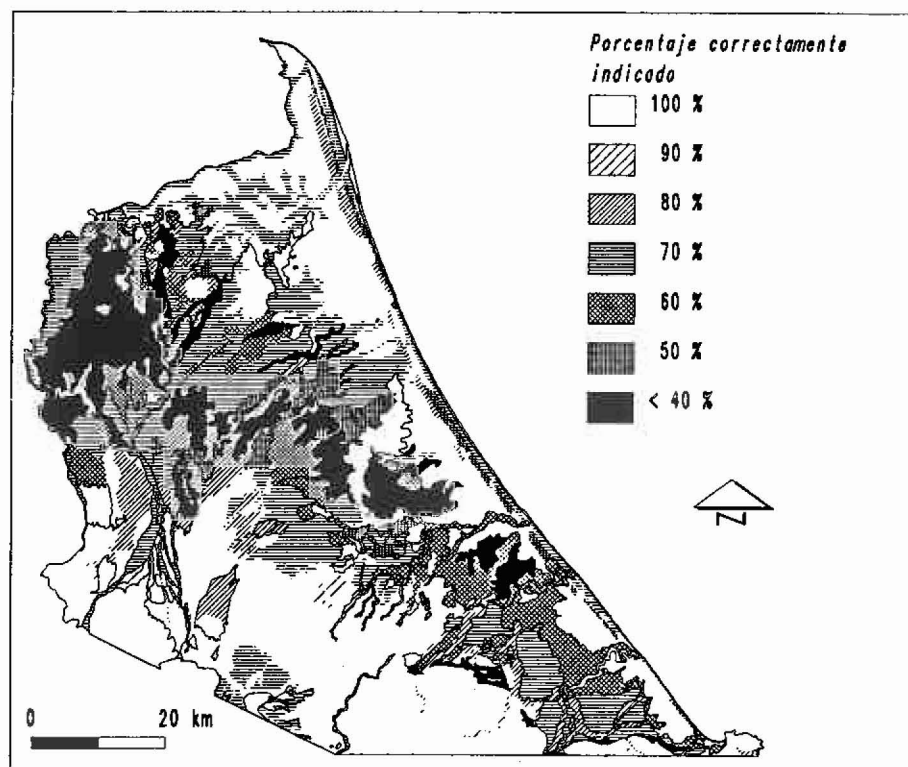 Porcentaje correctamente
indicado
100 %
90 %
80 %
70 %
60 %
50 %
< 40 %
N
0 20 km